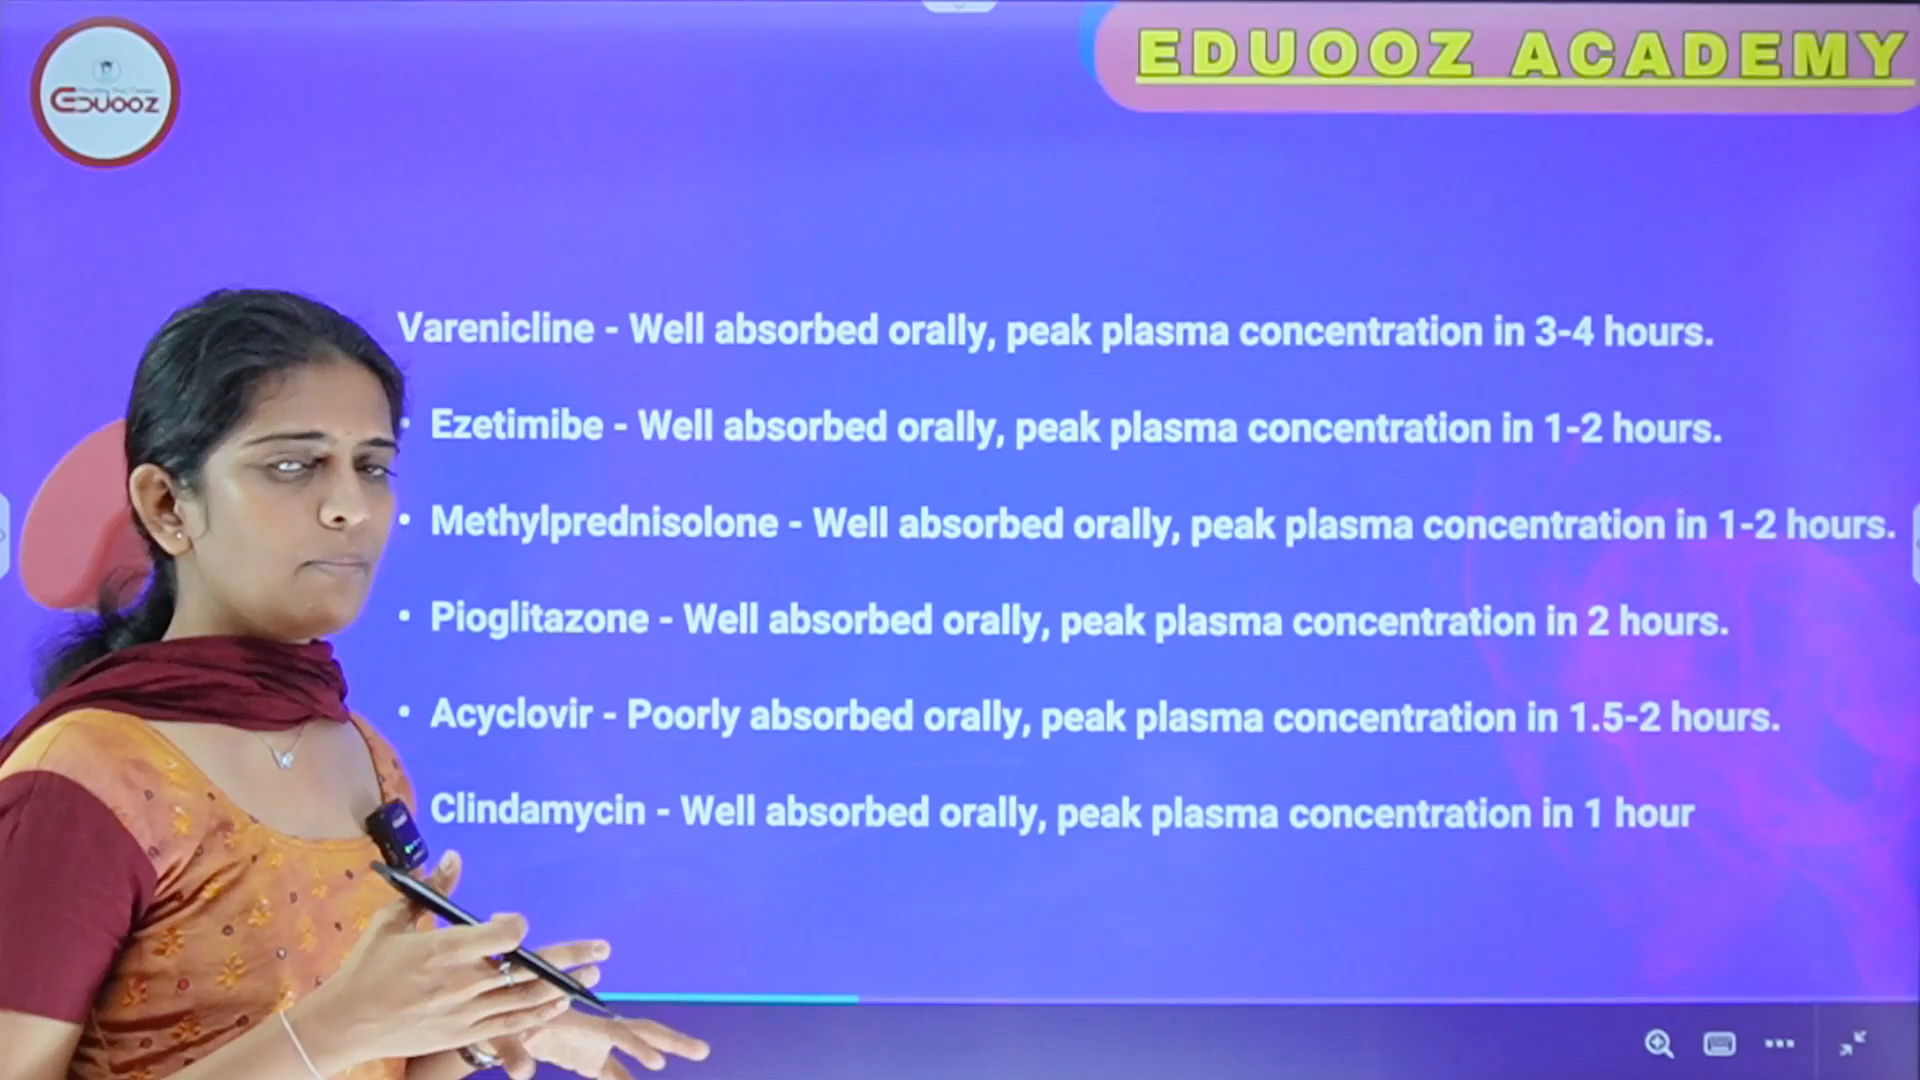 EDUOOZ
EDUOOZ ACADEMY
Varenicline - Well absorbed orally, peak plasma concentration in 3-4 hours.
• Ezetimibe - Well absorbed orally, peak plasma concentration in 1-2 hours.
• Methylprednisolone - Well absorbed orally, peak plasma concentration in 1-2 hours.
• Pioglitazone - Well absorbed orally, peak plasma concentration in 2 hours.
• Acyclovir - Poorly absorbed orally, peak plasma concentration in 1.5-2 hours.
Clindamycin - Well absorbed orally, peak plasma concentration in 1 hour